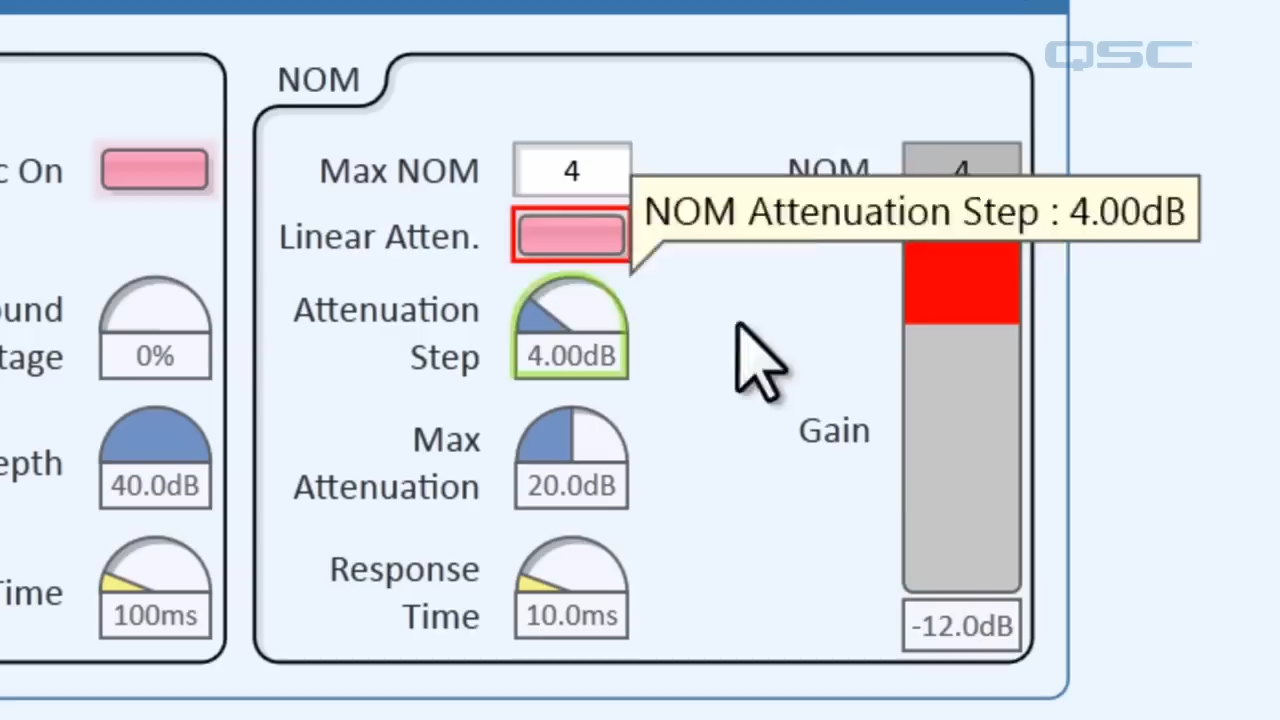 QSC
NOM
c On
Max NOM
4
NOM
4
NOM Attenuation Step : 4.00dB
Linear Atten.
ound
tage
0%
Attenuation
Step
4.00dB
epth
40.0dB
Max
Attenuation
20.0dB
Gain
Time
100ms
Response
Time
10.0ms
-12.0dB